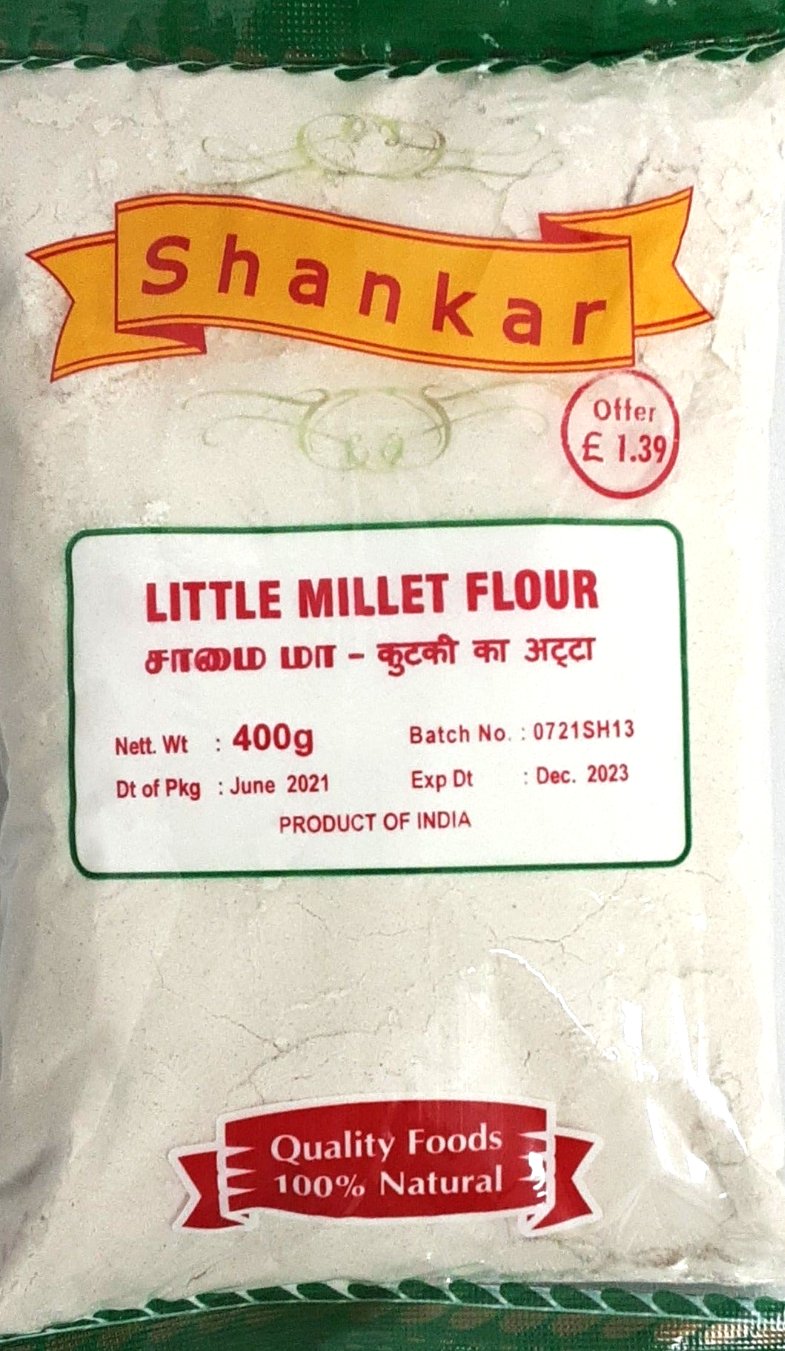 Shankar
Offer
£ 1.39
LITTLE MILLET FLOUR
சாமை மா - कुटकी का अट्टा
Nett. Wt : 400g
Batch No. : 0721SH13
Dt of Pkg : June 2021
Exp Dt : Dec. 2023
PRODUCT OF INDIA
Quality Foods
100% Natural